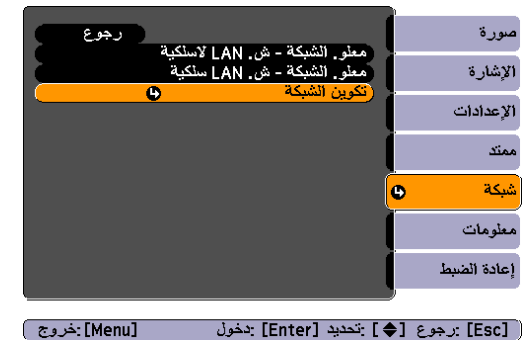 صورة
الإشارة
الإعدادات
ممتد
شبكة
معلومات
إعادة الضبط
رجوع
معلو. الشبكة - ش. LAN لاسلكية
معلو. الشبكة - ش. LAN سلكية
تكوين الشبكة
[Esc] :رجوع [◆] :تحديد [Enter] :دخول [Menu] :خروج